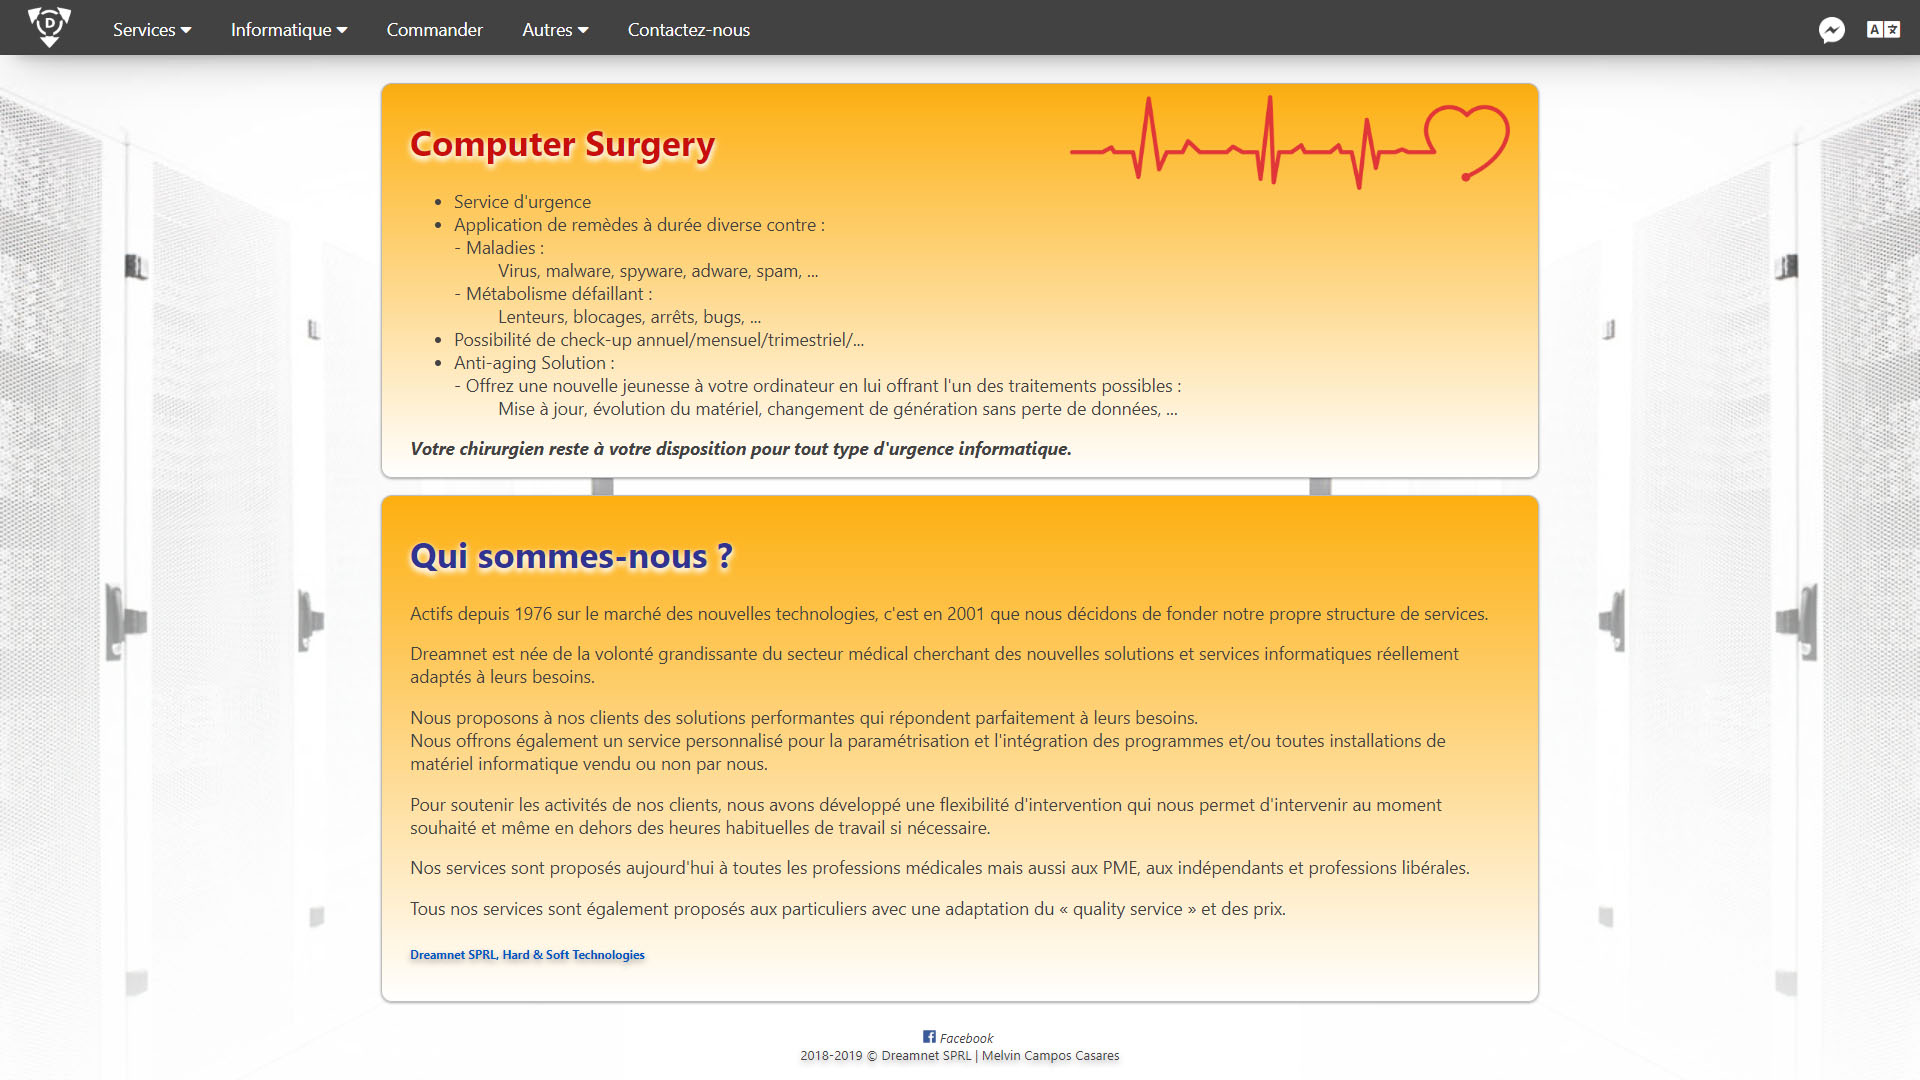 D
Services
Informatique
Commander
Autres
Contactez-nous
A 文
Computer Surgery
• Service d'urgence
• Application de remèdes à durée diverse contre :
- Maladies :
Virus, malware, spyware, adware, spam, ...
- Métabolisme défaillant :
Lenteurs, blocages, arrêts, bugs, ...
• Possibilité de check-up annuel/mensuel/trimestriel/...
• Anti-aging Solution :
- Offrez une nouvelle jeunesse à votre ordinateur en lui offrant l'un des traitements possibles :
Mise à jour, évolution du matériel, changement de génération sans perte de données, ...
Votre chirurgien reste à votre disposition pour tout type d'urgence informatique.
Qui sommes-nous ?
Actifs depuis 1976 sur le marché des nouvelles technologies, c'est en 2001 que nous décidons de fonder notre propre structure de services.
Dreamnet est née de la volonté grandissante du secteur médical cherchant des nouvelles solutions et services informatiques réellement
adaptés à leurs besoins.
Nous proposons à nos clients des solutions performantes qui répondent parfaitement à leurs besoins.
Nous offrons également un service personnalisé pour la paramétrisation et l'intégration des programmes et/ou toutes installations de
matériel informatique vendu ou non par nous.
Pour soutenir les activités de nos clients, nous avons développé une flexibilité d'intervention qui nous permet d'intervenir au moment
souhaité et même en dehors des heures habituelles de travail si nécessaire.
Nos services sont proposés aujourd'hui à toutes les professions médicales mais aussi aux PME, aux indépendants et professions libérales.
Tous nos services sont également proposés aux particuliers avec une adaptation du « quality service » et des prix.
Dreamnet SPRL, Hard & Soft Technologies
Facebook
2018-2019 © Dreamnet SPRL | Melvin Campos Casares